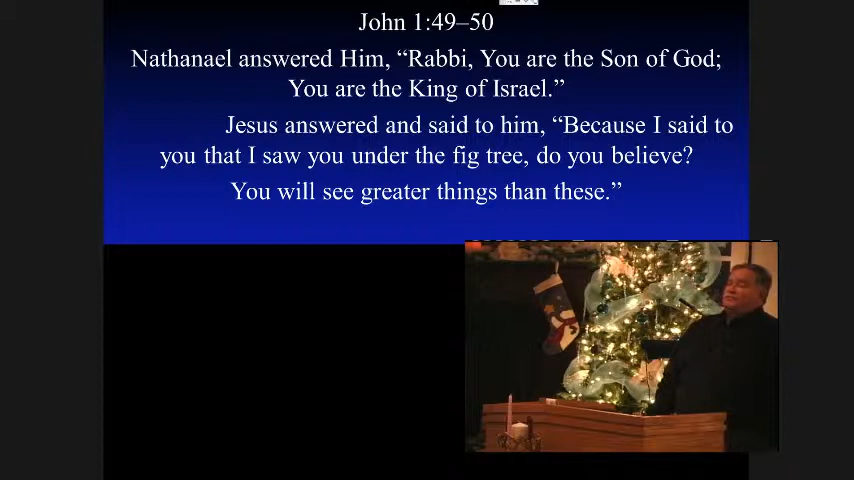 John 1:49–50
Nathanael answered Him, “Rabbi, You are the Son of God;
You are the King of Israel.”
Jesus answered and said to him, “Because I said to
you that I saw you under the fig tree, do you believe?
You will see greater things than these.”